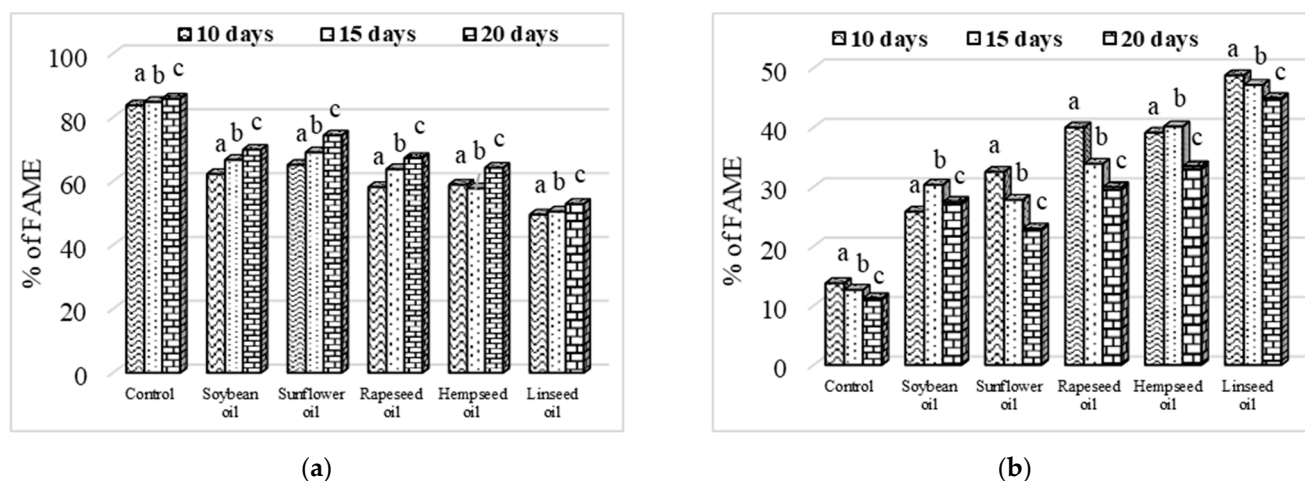 10 days 15 days 20 days
% of FAME
100
80
60
40
20
0
a b c
a b c
a b c
a b c
a b c
a b c
Control
Soybean oil
Sunflower oil
Rapeseed oil
Hempseed oil
Linseed oil
(a)
10 days 15 days 20 days
% of FAME
50
40
30
20
10
0
a b c
a b c
a b c
a b c
a b c
a b c
Control
Soybean oil
Sunflower oil
Rapeseed oil
Hempseed oil
Linseed oil
(b)